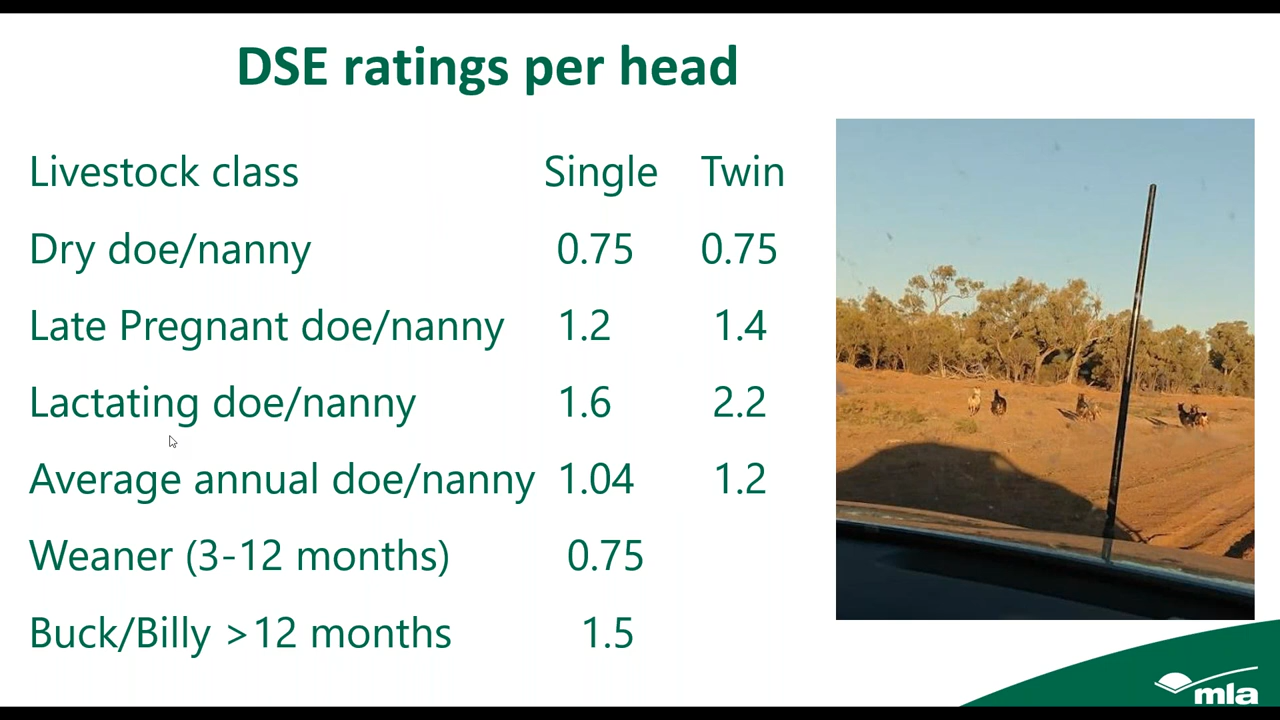 DSE ratings per head
Livestock class Single Twin
Dry doe/nanny 0.75 0.75
Late Pregnant doe/nanny 1.2 1.4
Lactating doe/nanny 1.6 2.2
Average annual doe/nanny 1.04 1.2
Weaner (3-12 months) 0.75
Buck/Billy >12 months 1.5
mla